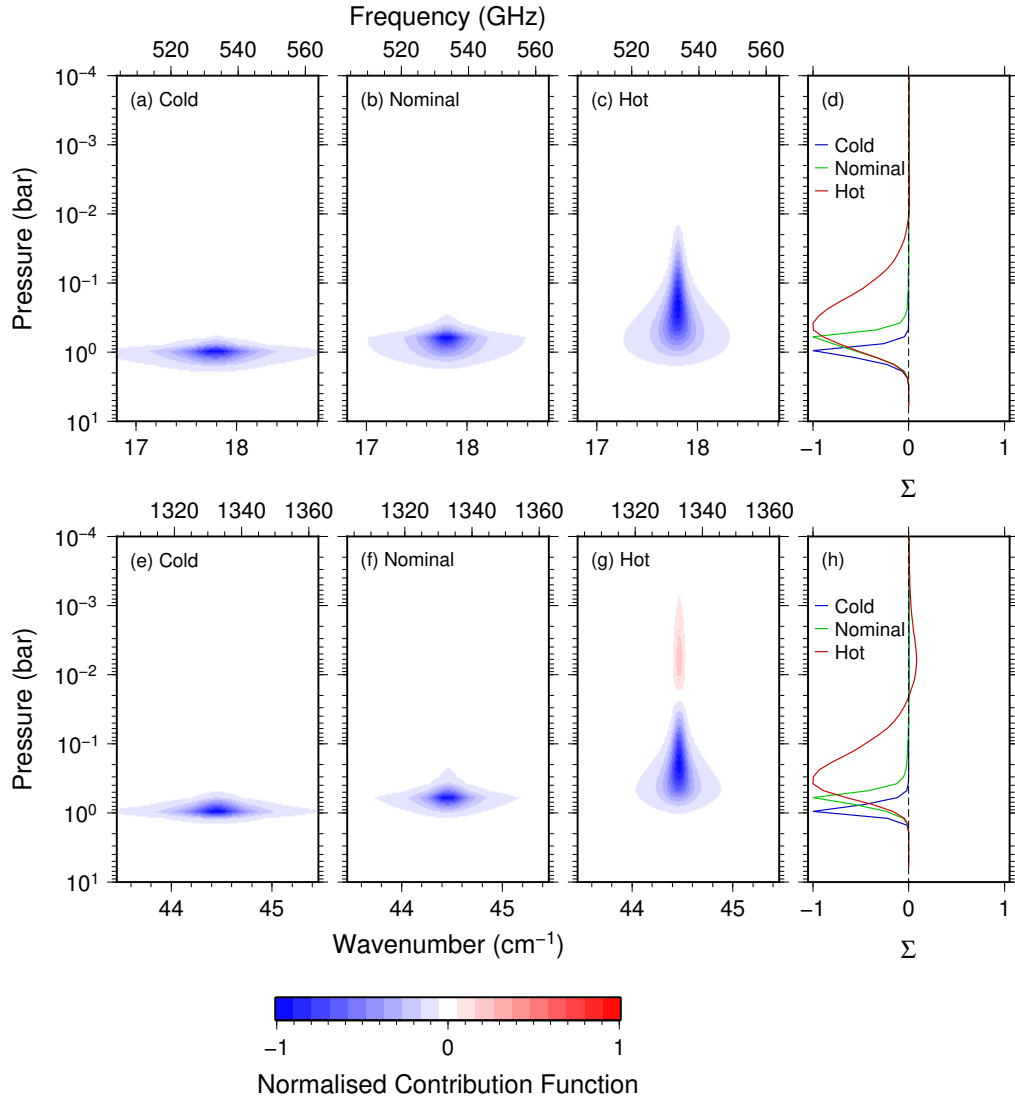 Frequency (GHz)
520 540 560 520 540 560 520 540 560
10⁻⁴
10⁻³
10⁻²
10⁻¹
10⁰
10¹
Pressure (bar)
(a) Cold
(b) Nominal
(c) Hot
(d)
Cold
Nominal
Hot
17 18 17 18 17 18 −1 0 1
Σ
1320 1340 1360 1320 1340 1360 1320 1340 1360
10⁻⁴
10⁻³
10⁻²
10⁻¹
10⁰
10¹
Pressure (bar)
(e) Cold
(f) Nominal
(g) Hot
(h)
Cold
Nominal
Hot
44 45 44 45 44 45 −1 0 1
Wavenumber (cm⁻¹)
Σ
−1 0 1
Normalised Contribution Function